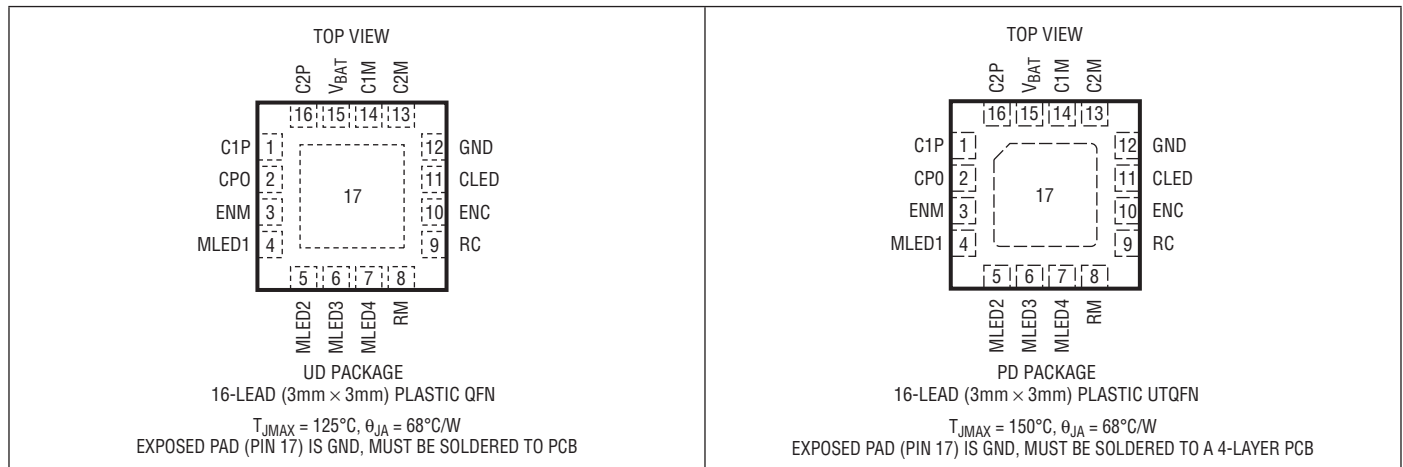 TOP VIEW
C2P
VBAT
C1M
C2M
16 15 14 13
C1P 1
CPO 2
ENM 3
MLED1 4
12 GND
11 CLED
10 ENC
9 RC
17
5 6 7 8
MLED2
MLED3
MLED4
RM
UD PACKAGE
16-LEAD (3mm × 3mm) PLASTIC QFN
TJMAX = 125°C, θJA = 68°C/W
EXPOSED PAD (PIN 17) IS GND, MUST BE SOLDERED TO PCB
TOP VIEW
C2P
VBAT
C1M
C2M
16 15 14 13
C1P 1
CPO 2
ENM 3
MLED1 4
12 GND
11 CLED
10 ENC
9 RC
17
5 6 7 8
MLED2
MLED3
MLED4
RM
PD PACKAGE
16-LEAD (3mm × 3mm) PLASTIC UTQFN
TJMAX = 150°C, θJA = 68°C/W
EXPOSED PAD (PIN 17) IS GND, MUST BE SOLDERED TO A 4-LAYER PCB